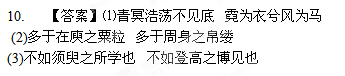 10. 【答案】⑴青冥浩荡不见底 霓为衣兮风为马
(2)多于在庾之粟粒 多于周身之帛缕
(3)不如须臾之所学也 不如登高之博见也